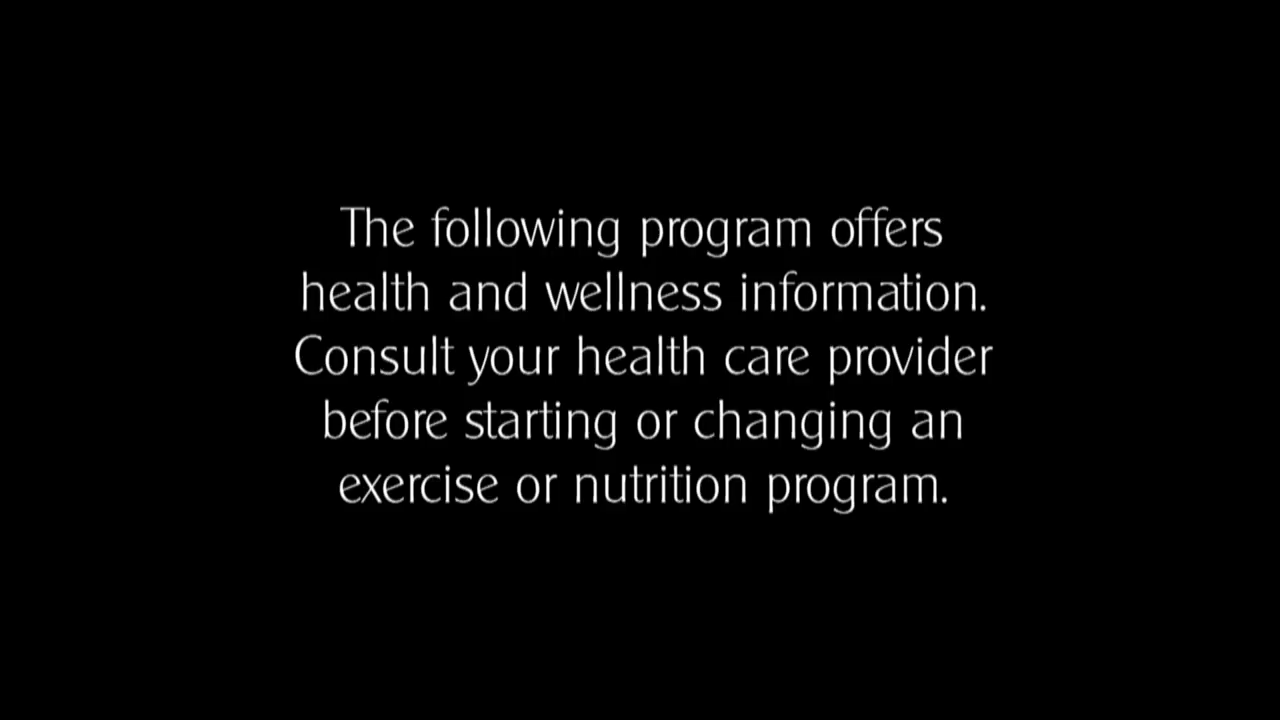 The following program offers
health and wellness information.
Consult your health care provider
before starting or changing an
exercise or nutrition program.